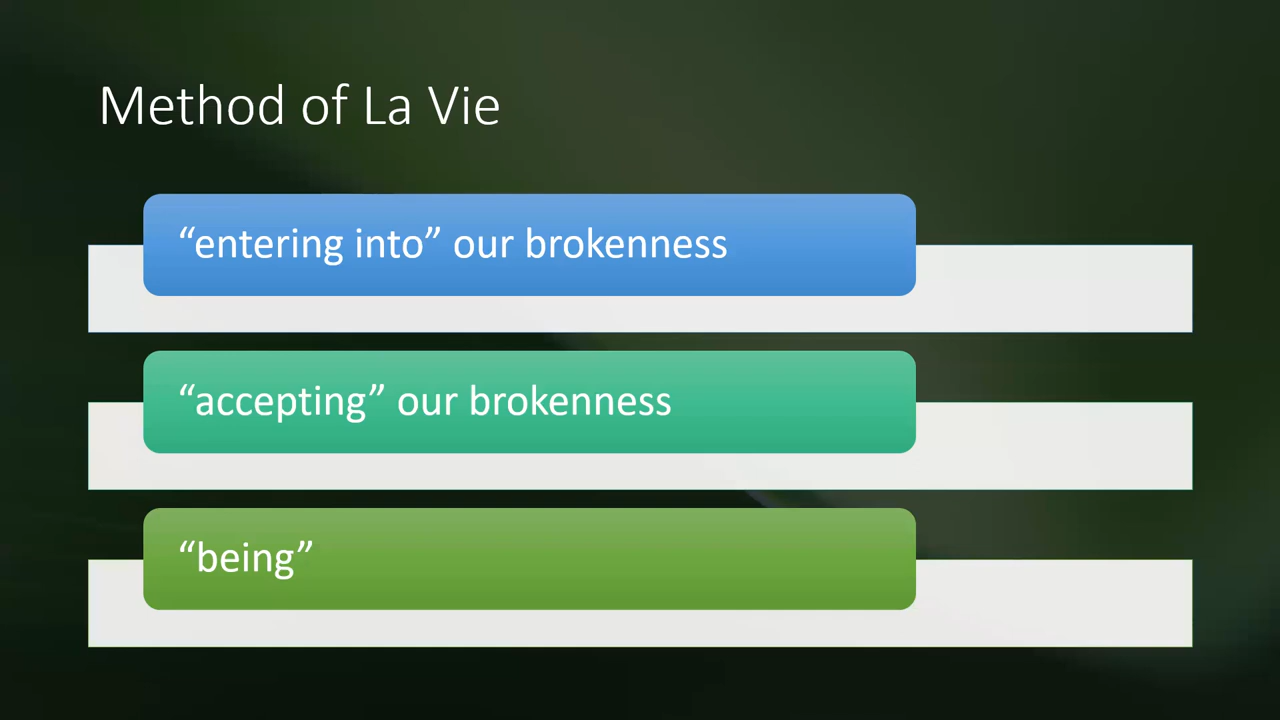 Method of La Vie
“entering into” our brokenness
“accepting” our brokenness
“being”